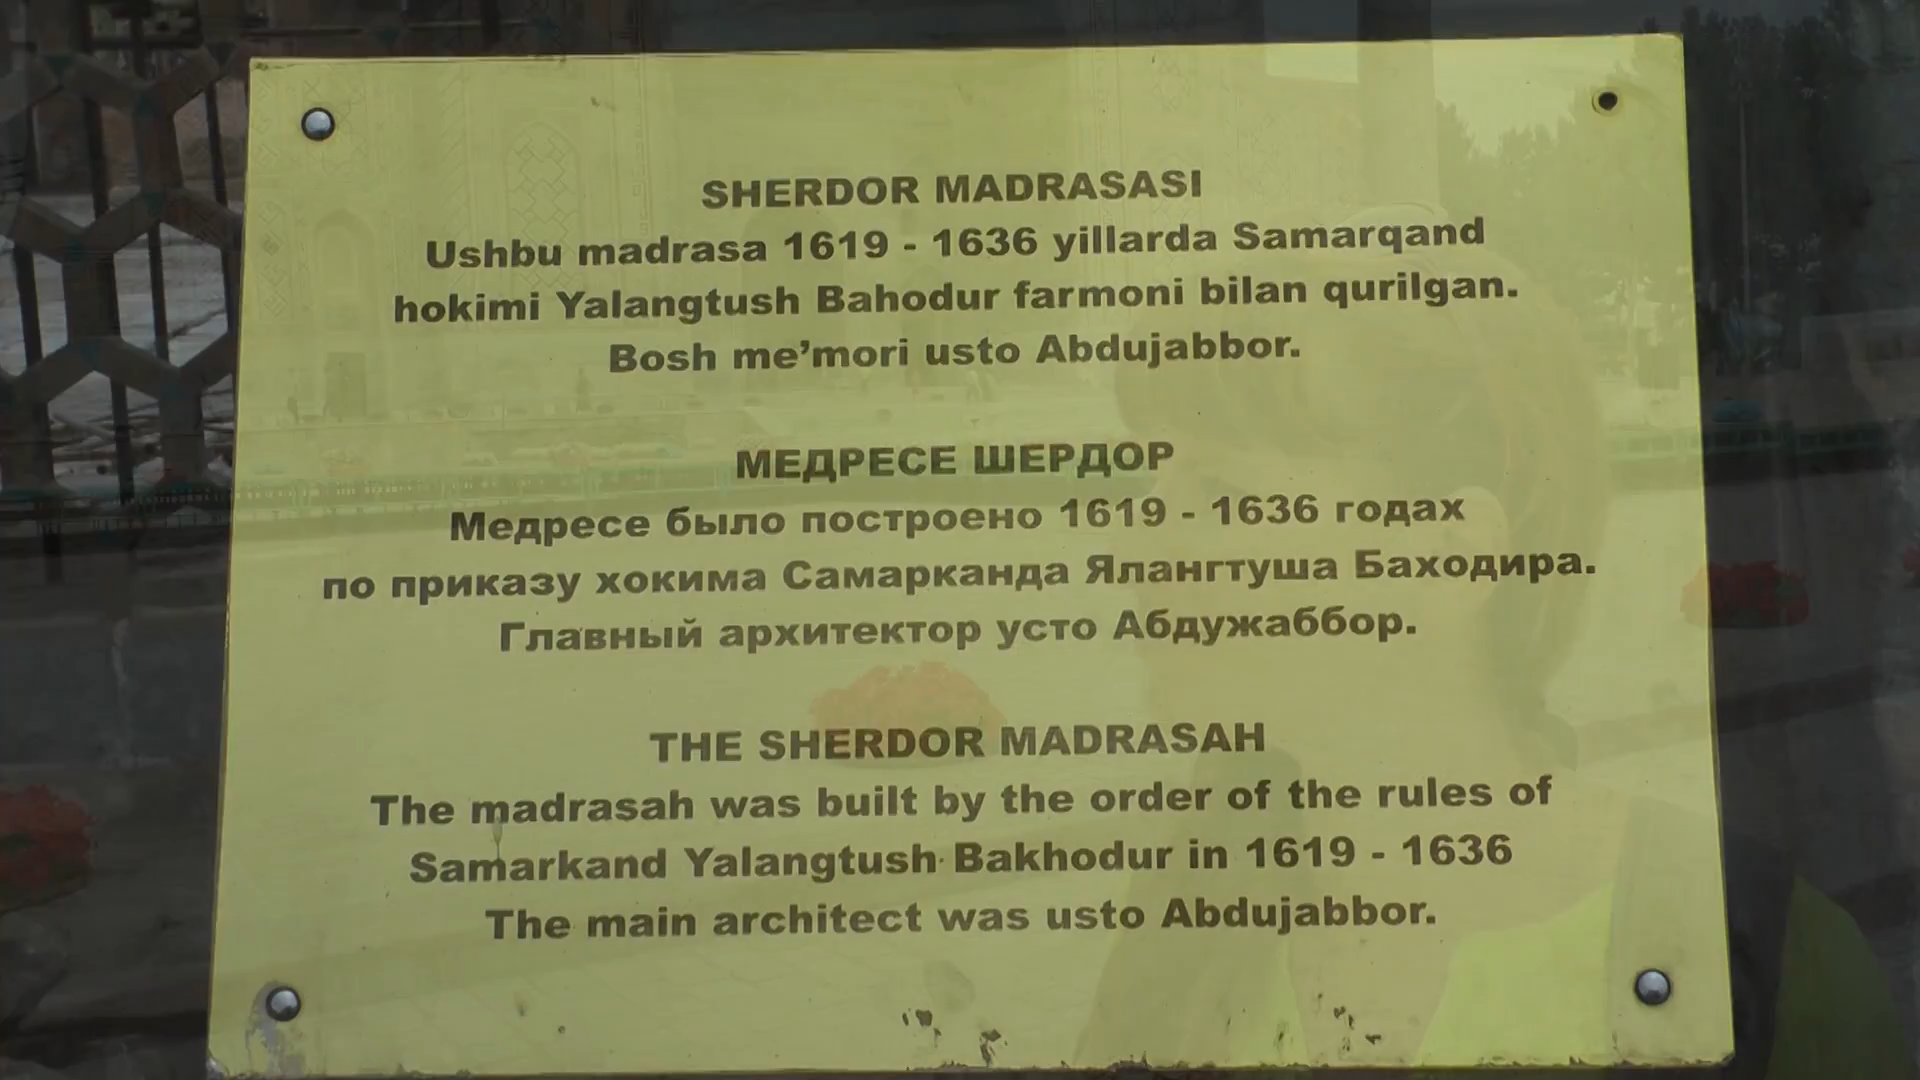 SHERDOR MADRASASI
Ushbu madrasa 1619 - 1636 yillarda Samarqand
hokimi Yalangtush Bahodur farmoni bilan qurilgan.
Bosh me’mori usto Abdujabbor.
МЕДРЕСЕ ШЕРДОР
Медресе было построено 1619 - 1636 годах
по приказу хокима Самарканда Ялангтуша Баходира.
Главный архитектор усто Абдужаббор.
THE SHERDOR MADRASAH
The madrasah was built by the order of the rules of
Samarkand Yalangtush Bakhodur in 1619 - 1636
The main architect was usto Abdujabbor.